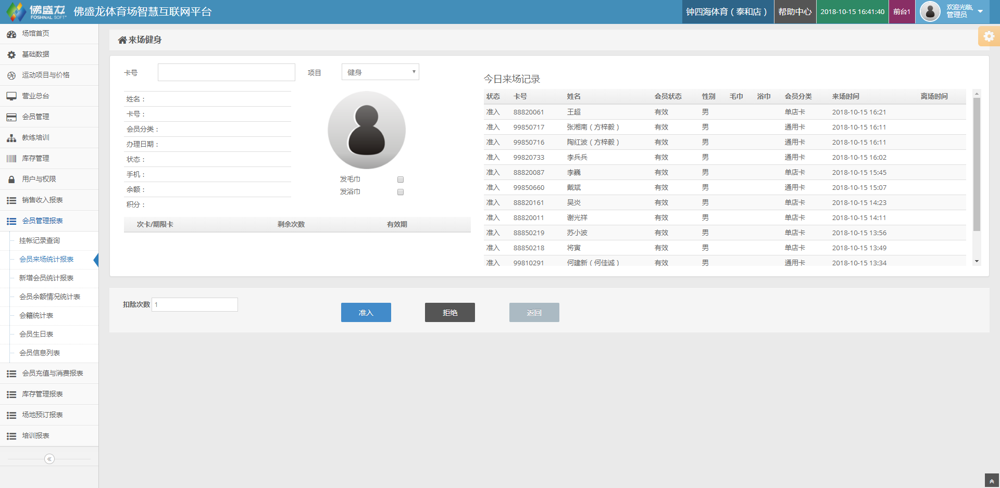 佛盛龙
FOSHNAL SOFT
佛盛龙体育场智慧互联网平台
钟四海体育（泰和店）
帮助中心
2018-10-15 16:41:40
前台1
欢迎光临,
管理员
场馆首页
基础数据
运动项目与价格
营业总台
会员管理
教练培训
库存管理
用户与权限
销售收入报表
会员管理报表
挂帐记录查询
会员来场统计报表
新增会员统计报表
会员余额情况统计表
会籍统计表
会员生日表
会员信息列表
会员充值与消费报表
库存管理报表
场地预订报表
培训报表
来场健身
卡号
项目 健身
姓名：
卡号：
会员分类：
办理日期：
状态：
手机：
余额：
积分：
发毛巾
发浴巾
次卡/期限卡 剩余次数 有效期
今日来场记录
状态 卡号 姓名 会员状态 性别 毛巾 浴巾 会员分类 来场时间 离场时间
准入 88820061 王超 有效 男 单店卡 2018-10-15 16:21
准入 99850717 张湘南（方梓毅） 有效 男 通用卡 2018-10-15 16:11
准入 99850716 陶红波（方梓毅） 有效 男 通用卡 2018-10-15 16:11
准入 99820733 李兵兵 有效 男 通用卡 2018-10-15 16:02
准入 88820087 李巍 有效 男 单店卡 2018-10-15 15:45
准入 99850660 戴斌 有效 男 通用卡 2018-10-15 15:07
准入 88820161 吴炎 有效 男 单店卡 2018-10-15 14:23
准入 88820011 谢光祥 有效 男 单店卡 2018-10-15 14:11
准入 88850219 苏小波 有效 男 单店卡 2018-10-15 13:56
准入 88850218 将寅 有效 男 单店卡 2018-10-15 13:49
准入 99810291 何建新（何佳诚） 有效 男 通用卡 2018-10-15 13:34
扣除次数 1
准入
拒绝
返回